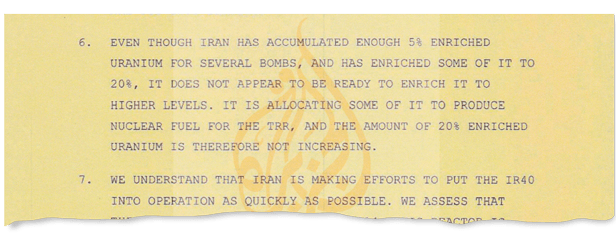 6. EVEN THOUGH IRAN HAS ACCUMULATED ENOUGH 5% ENRICHED
URANIUM FOR SEVERAL BOMBS, AND HAS ENRICHED SOME OF IT TO
20%, IT DOES NOT APPEAR TO BE READY TO ENRICH IT TO
HIGHER LEVELS. IT IS ALLOCATING SOME OF IT TO PRODUCE
NUCLEAR FUEL FOR THE TRR, AND THE AMOUNT OF 20% ENRICHED
URANIUM IS THEREFORE NOT INCREASING.
7. WE UNDERSTAND THAT IRAN IS MAKING EFFORTS TO PUT THE IR40
INTO OPERATION AS QUICKLY AS POSSIBLE. WE ASSESS THAT